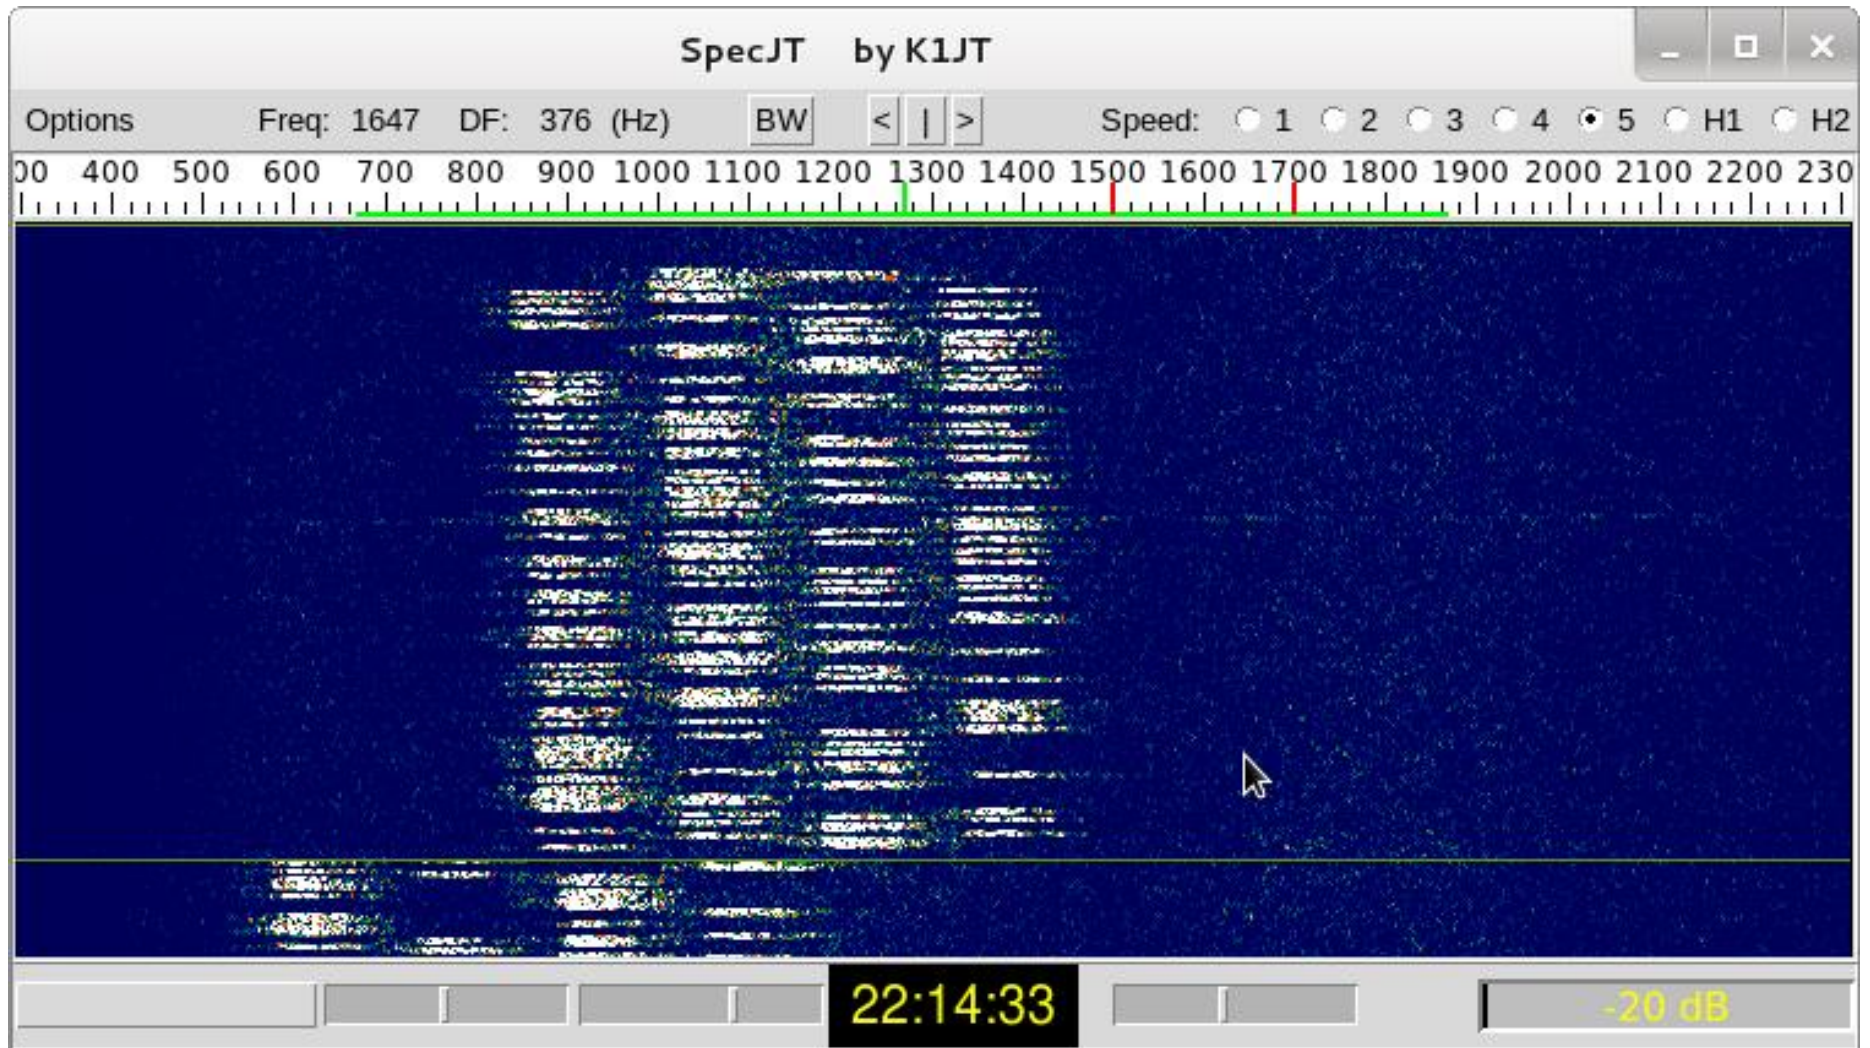 SpecJT by K1JT
Options Freq: 1647 DF: 376 (Hz) BW < | > Speed: 1 2 3 4 5 H1 H2
00 400 500 600 700 800 900 1000 1100 1200 1300 1400 1500 1600 1700 1800 1900 2000 2100 2200 230
22:14:33 -20 dB